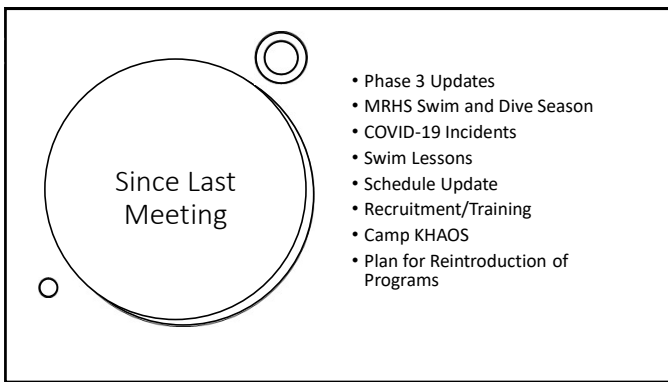 Since Last
Meeting
• Phase 3 Updates
• MRHS Swim and Dive Season
• COVID-19 Incidents
• Swim Lessons
• Schedule Update
• Recruitment/Training
• Camp KHAOS
• Plan for Reintroduction of
Programs